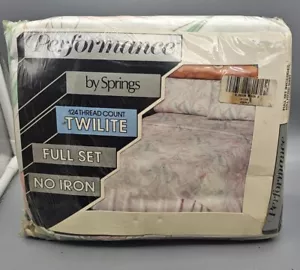 Performance
by Springs
124 THREAD COUNT
TWILITE
FULL SET
NO IRON
Performance